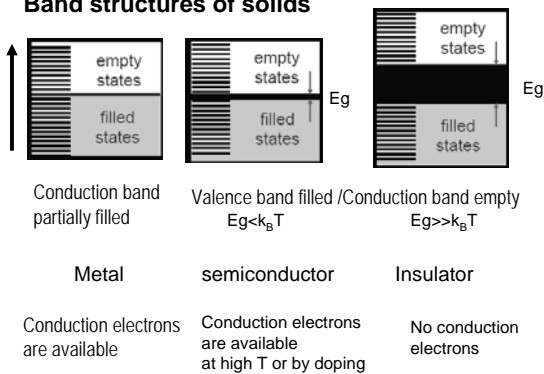 Band structures of solids
empty
states
filled
states
empty
states
filled
states
Eg
empty
states
filled
states
Eg
Conduction band
partially filled
Valence band filled /Conduction band empty
Eg<k_BT
Eg>>k_BT
Metal
semiconductor
Insulator
Conduction electrons
are available
Conduction electrons
are available
at high T or by doping
No conduction
electrons